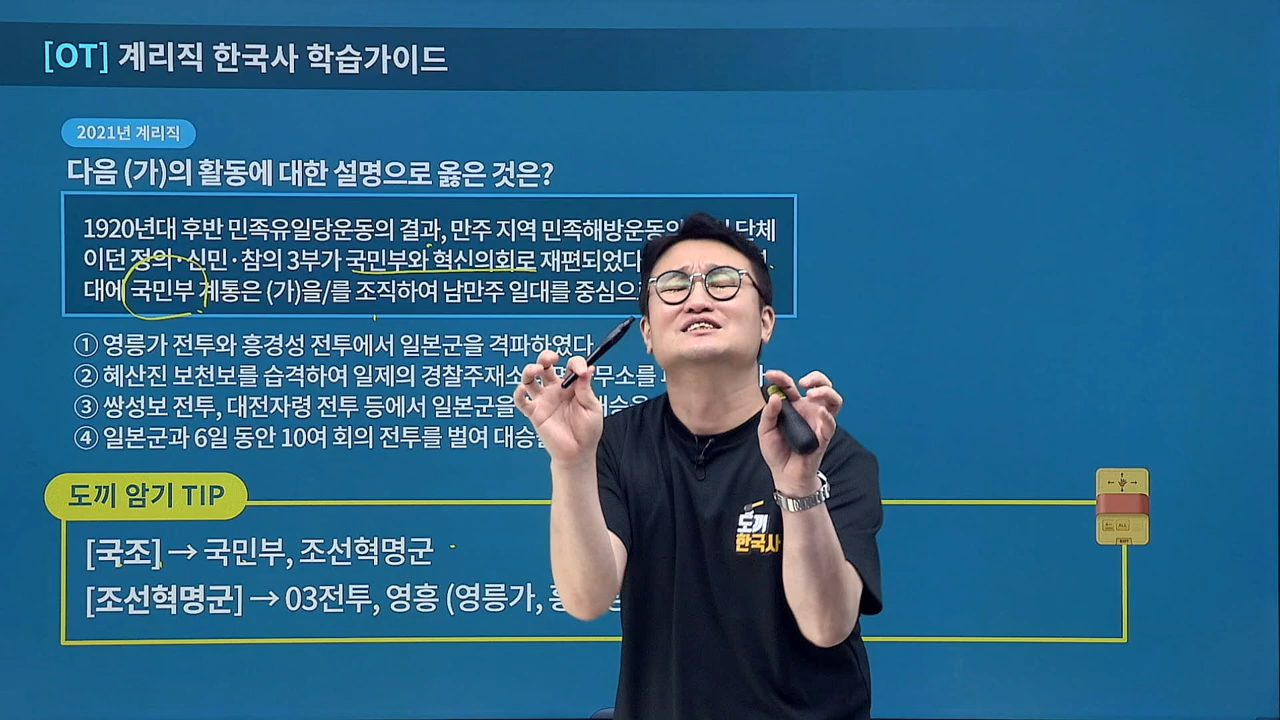 [OT] 계리직 한국사 학습가이드
2021년 계리직
다음 (가)의 활동에 대한 설명으로 옳은 것은?
1920년대 후반 민족유일당운동의 결과, 만주 지역 민족해방운동의 단체
이던 정의·신민·참의 3부가 국민부와 혁신의회로 재편되었다
대에 국민부 계통은 (가)을/를 조직하여 남만주 일대를 중심으
① 영릉가 전투와 흥경성 전투에서 일본군을 격파하였다
② 혜산진 보천보를 습격하여 일제의 경찰주재소
③ 쌍성보 전투, 대전자령 전투 등에서 일본군을
④ 일본군과 6일 동안 10여 회의 전투를 벌여 대승을
도끼 암기 TIP
[국조] → 국민부, 조선혁명군
[조선혁명군] → 03전투, 영흥 (영릉가,
도끼
한국사